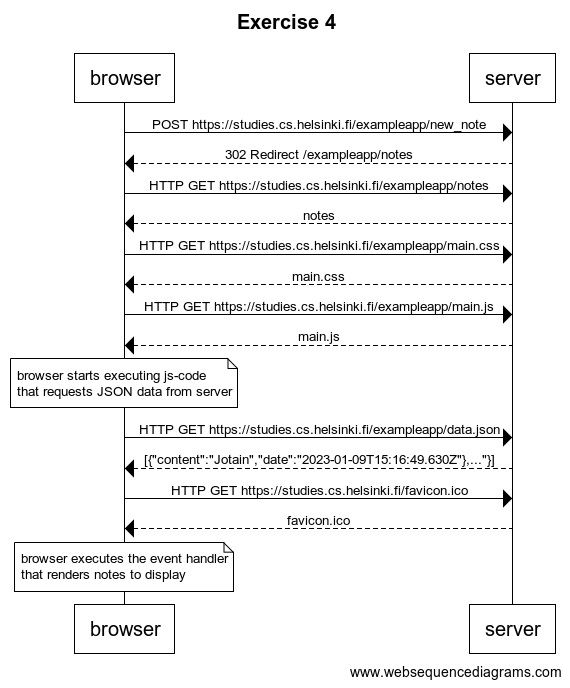 Exercise 4
browser
server
POST https://studies.cs.helsinki.fi/exampleapp/new_note
302 Redirect /exampleapp/notes
HTTP GET https://studies.cs.helsinki.fi/exampleapp/notes
notes
HTTP GET https://studies.cs.helsinki.fi/exampleapp/main.css
main.css
HTTP GET https://studies.cs.helsinki.fi/exampleapp/main.js
main.js
browser starts executing js-code
that requests JSON data from server
HTTP GET https://studies.cs.helsinki.fi/exampleapp/data.json
[{"content":"Jotain","date":"2023-01-09T15:16:49.630Z"},..."}]
HTTP GET https://studies.cs.helsinki.fi/favicon.ico
favicon.ico
browser executes the event handler
that renders notes to display
browser
server
www.websequencediagrams.com